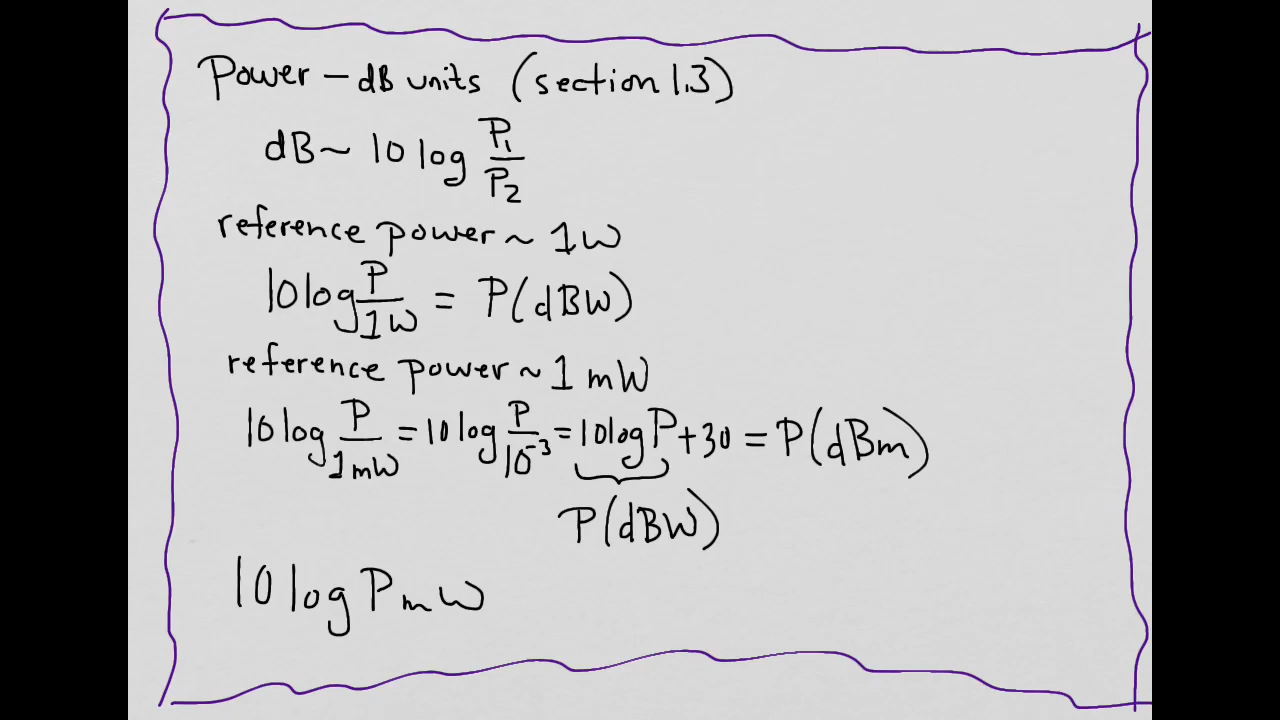 Power - dB units (section 1.3)
dB ~ 10 log P₁/P₂
reference power ~ 1W
10 log P/1W = P(dBW)
reference power ~ 1 mW
10 log P/1mW = 10 log P/10⁻³ = 10 log P + 30 = P(dBm)
P(dBW)
10 log P mW